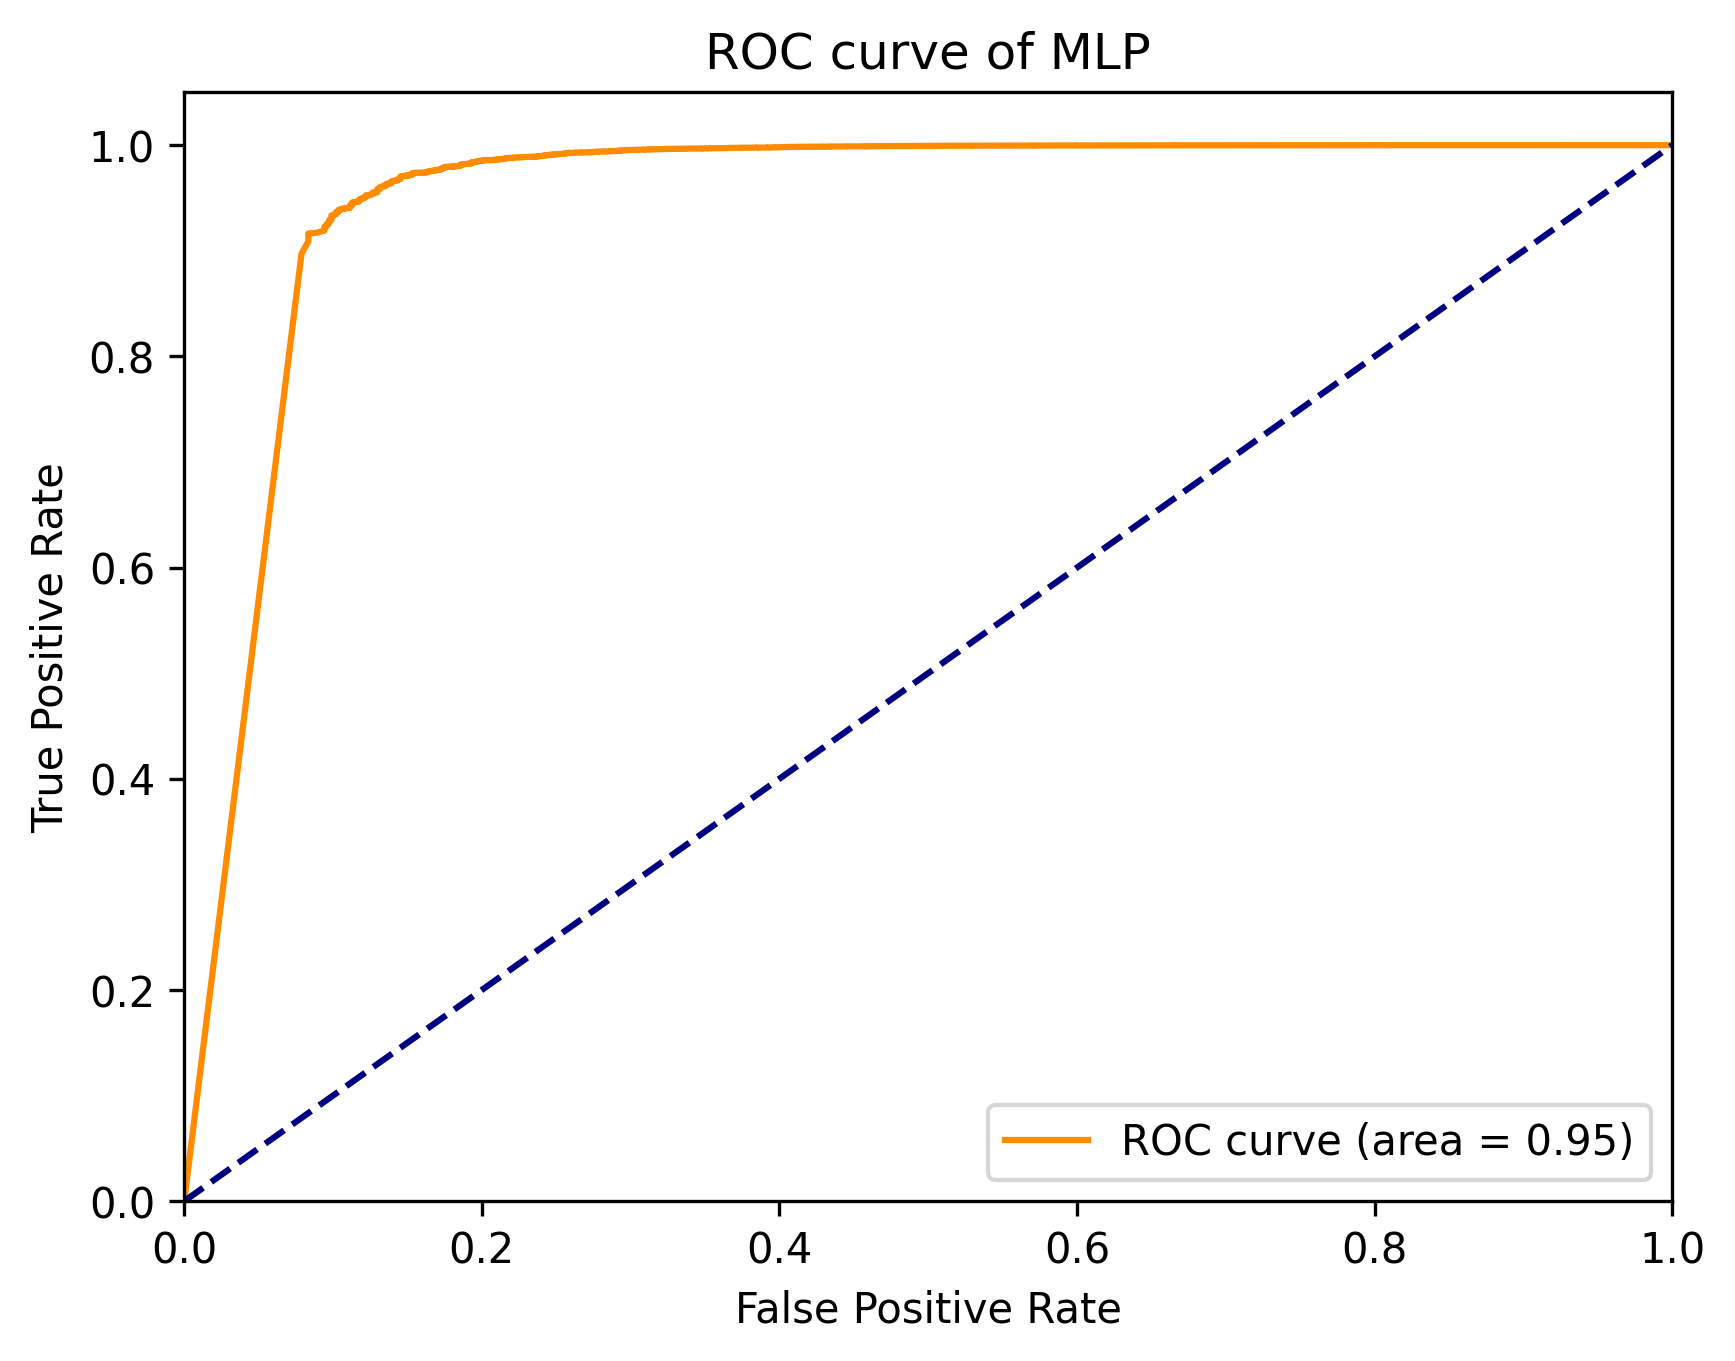 ROC curve of MLP
1.0
0.8
0.6
0.4
0.2
0.0
True Positive Rate
ROC curve (area = 0.95)
0.0 0.2 0.4 0.6 0.8 1.0
False Positive Rate